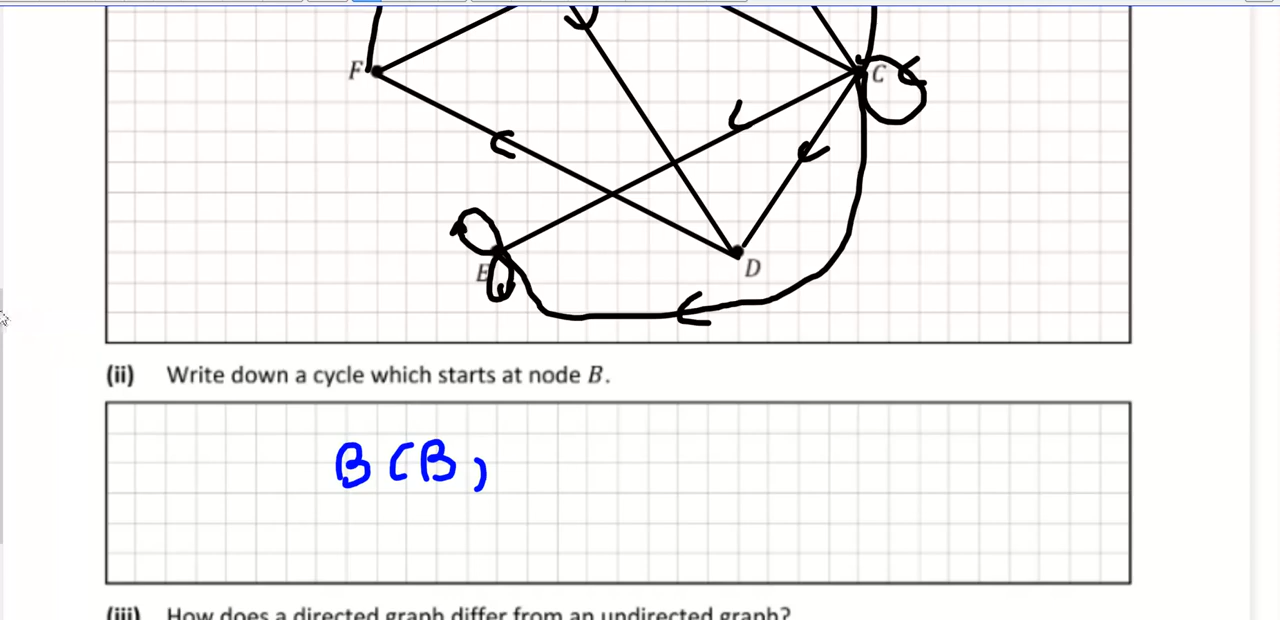 F
C
E
D
(ii) Write down a cycle which starts at node B.
B C B ,
(iii) How does a directed graph differ from an undirected graph?